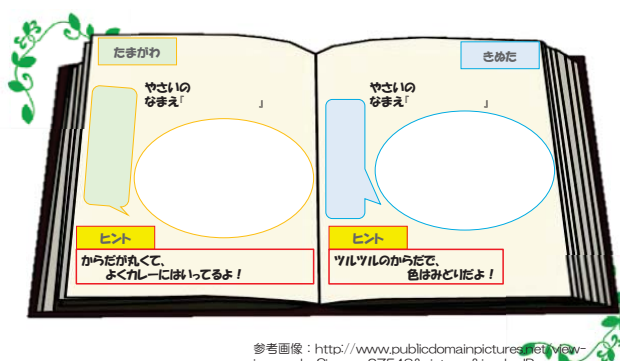 たまがわ
やさいの
なまえ『　　　　』
ヒント
からだが丸くて、
よくカレーにはいってるよ！
きぬた
やさいの
なまえ『　　　　』
ヒント
ツルツルのからだで、
色はみどりだよ！
参考画像：http://www.publicdomainpictures.net/view-